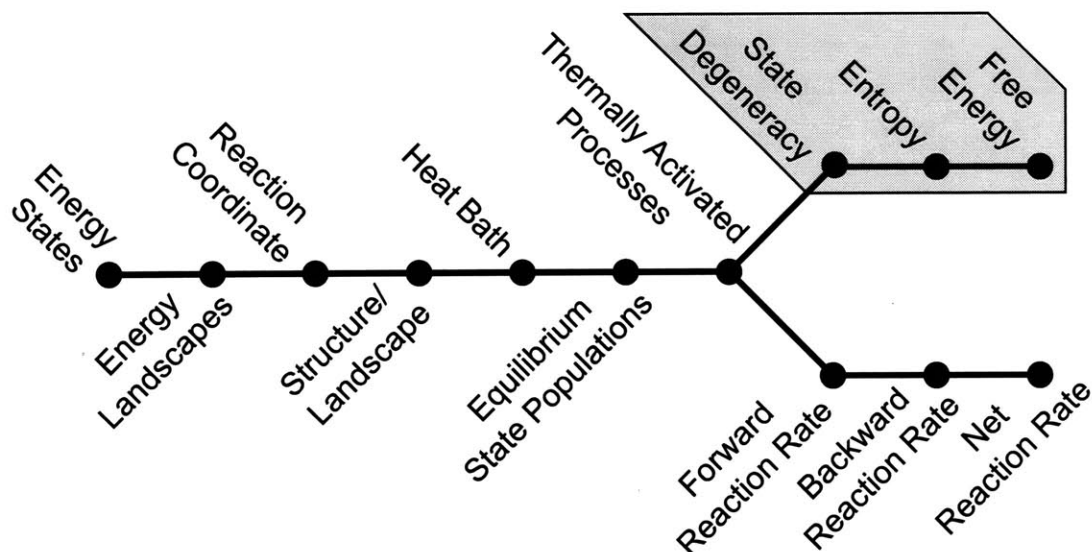 Energy
States
Energy
Landscapes
Reaction
Coordinate
Structure/
Landscape
Heat Bath
Equilibrium
State Populations
Thermally Activated
Processes
State
Degeneracy
Entropy
Free
Energy
Forward
Reaction Rate
Backward
Reaction Rate
Net
Reaction Rate